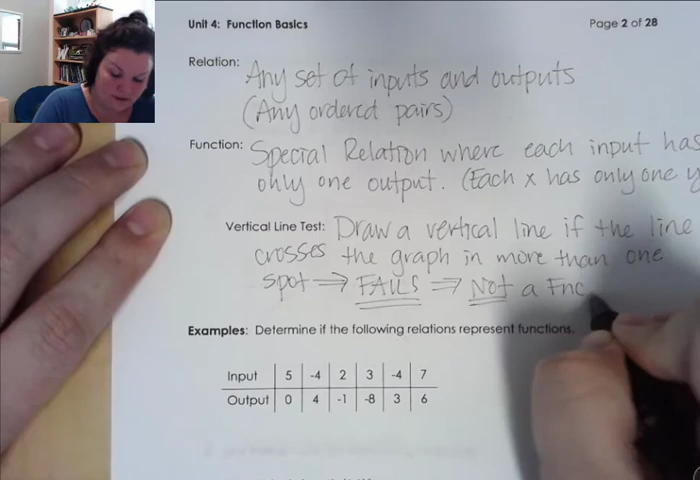 Unit 4: Function Basics
Page 2 of 28
Relation: Any set of inputs and outputs
(Any ordered pairs)
Function: Special Relation where each input has
only one output. (Each x has only one y
Vertical Line Test: Draw a vertical line if the line
crosses the graph in more than one
spot ⇒ FAILS ⇒ Not a Fnc
Examples: Determine if the following relations represent functions.
Input 5 -4 2 3 -4 7
Output 0 4 -1 -8 3 6